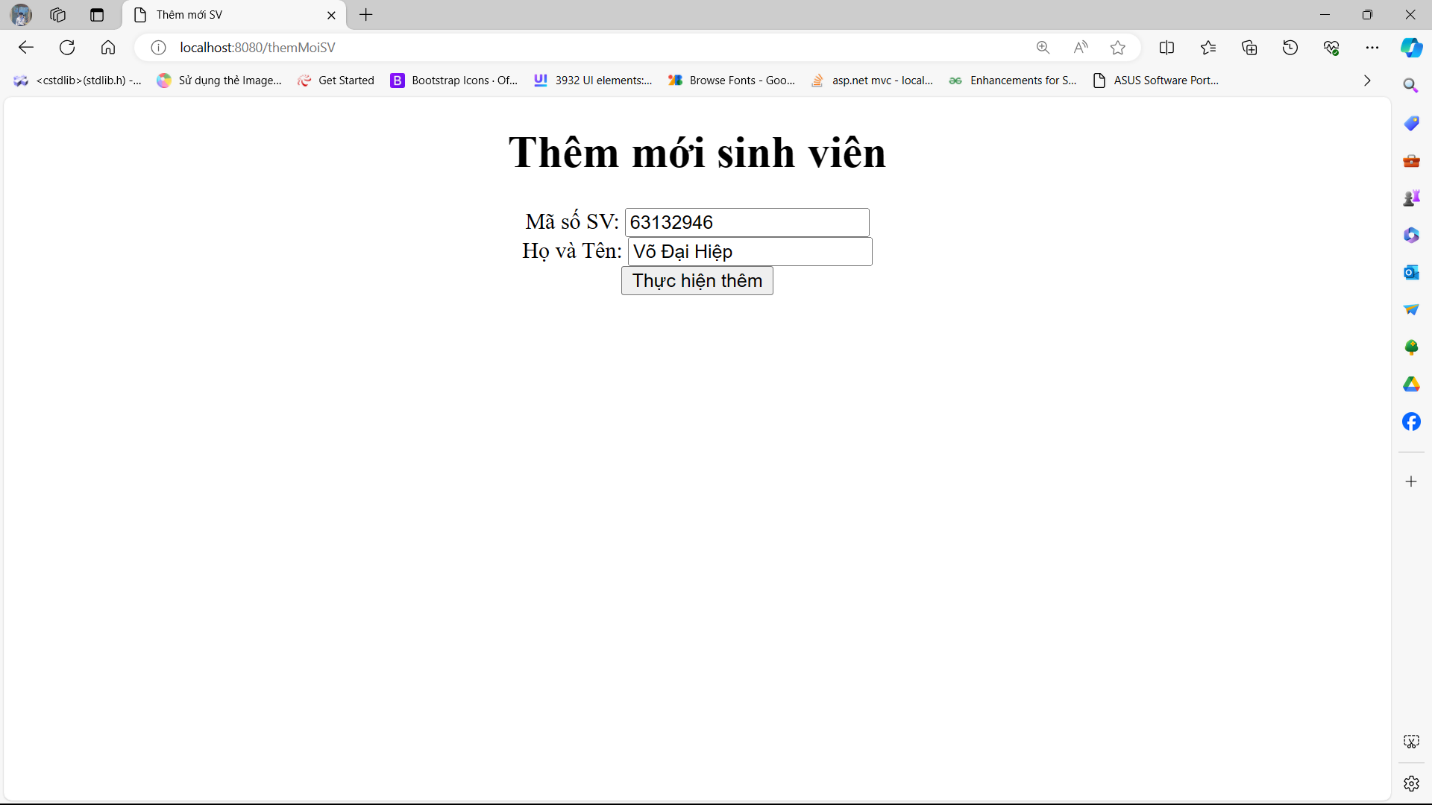 Thêm mới SV
localhost:8080/themMoiSV
<cstdlib>(stdlib.h) -... Sử dụng thẻ Image... Get Started Bootstrap Icons · Of... 3932 UI elements:... Browse Fonts - Goo... asp.net mvc - local... Enhancements for S... ASUS Software Port...
Thêm mới sinh viên
Mã số SV: 63132946
Họ và Tên: Võ Đại Hiệp
Thực hiện thêm